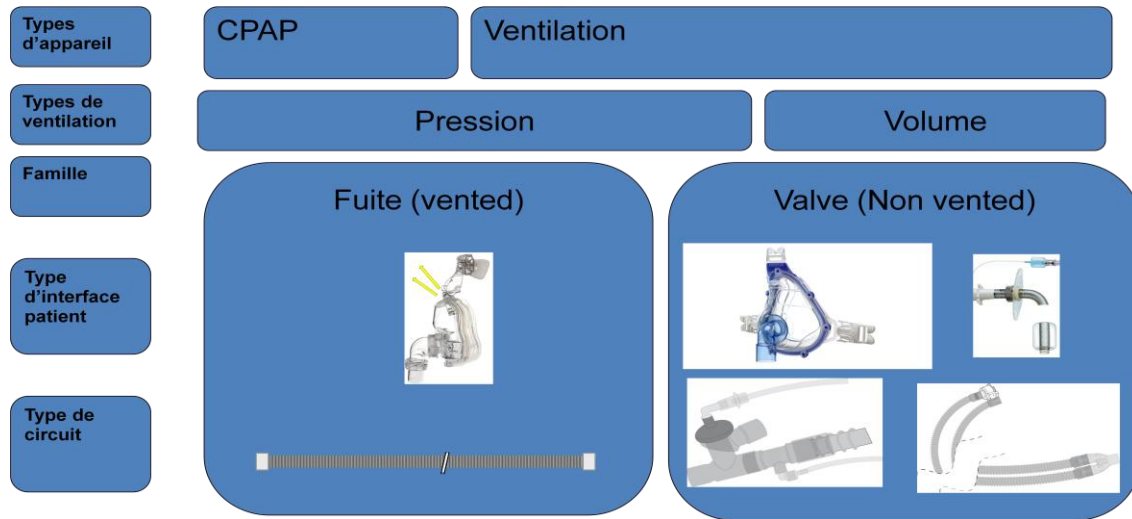 Types
d'appareil
CPAP
Ventilation
Types de
ventilation
Pression
Volume
Famille
Fuite (vented)
Valve (Non vented)
Type
d'interface
patient
Type de
circuit